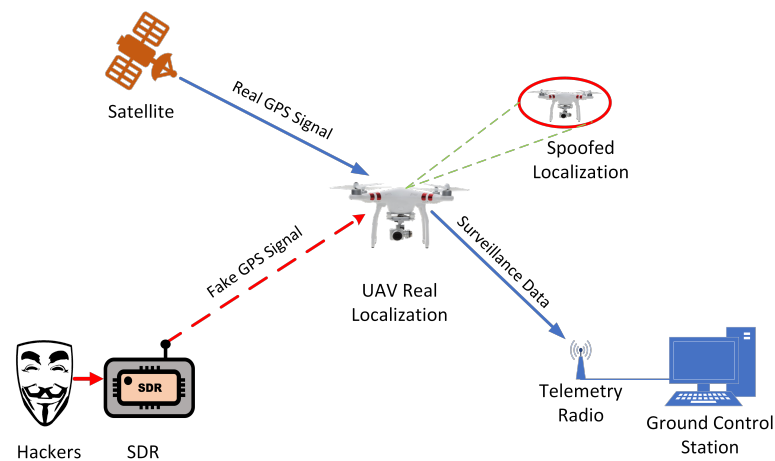 Satellite
Real GPS Signal
Spoofed
Localization
Fake GPS Signal
UAV Real
Localization
Surveillance Data
SDR
Hackers
SDR
Telemetry
Radio
Ground Control
Station